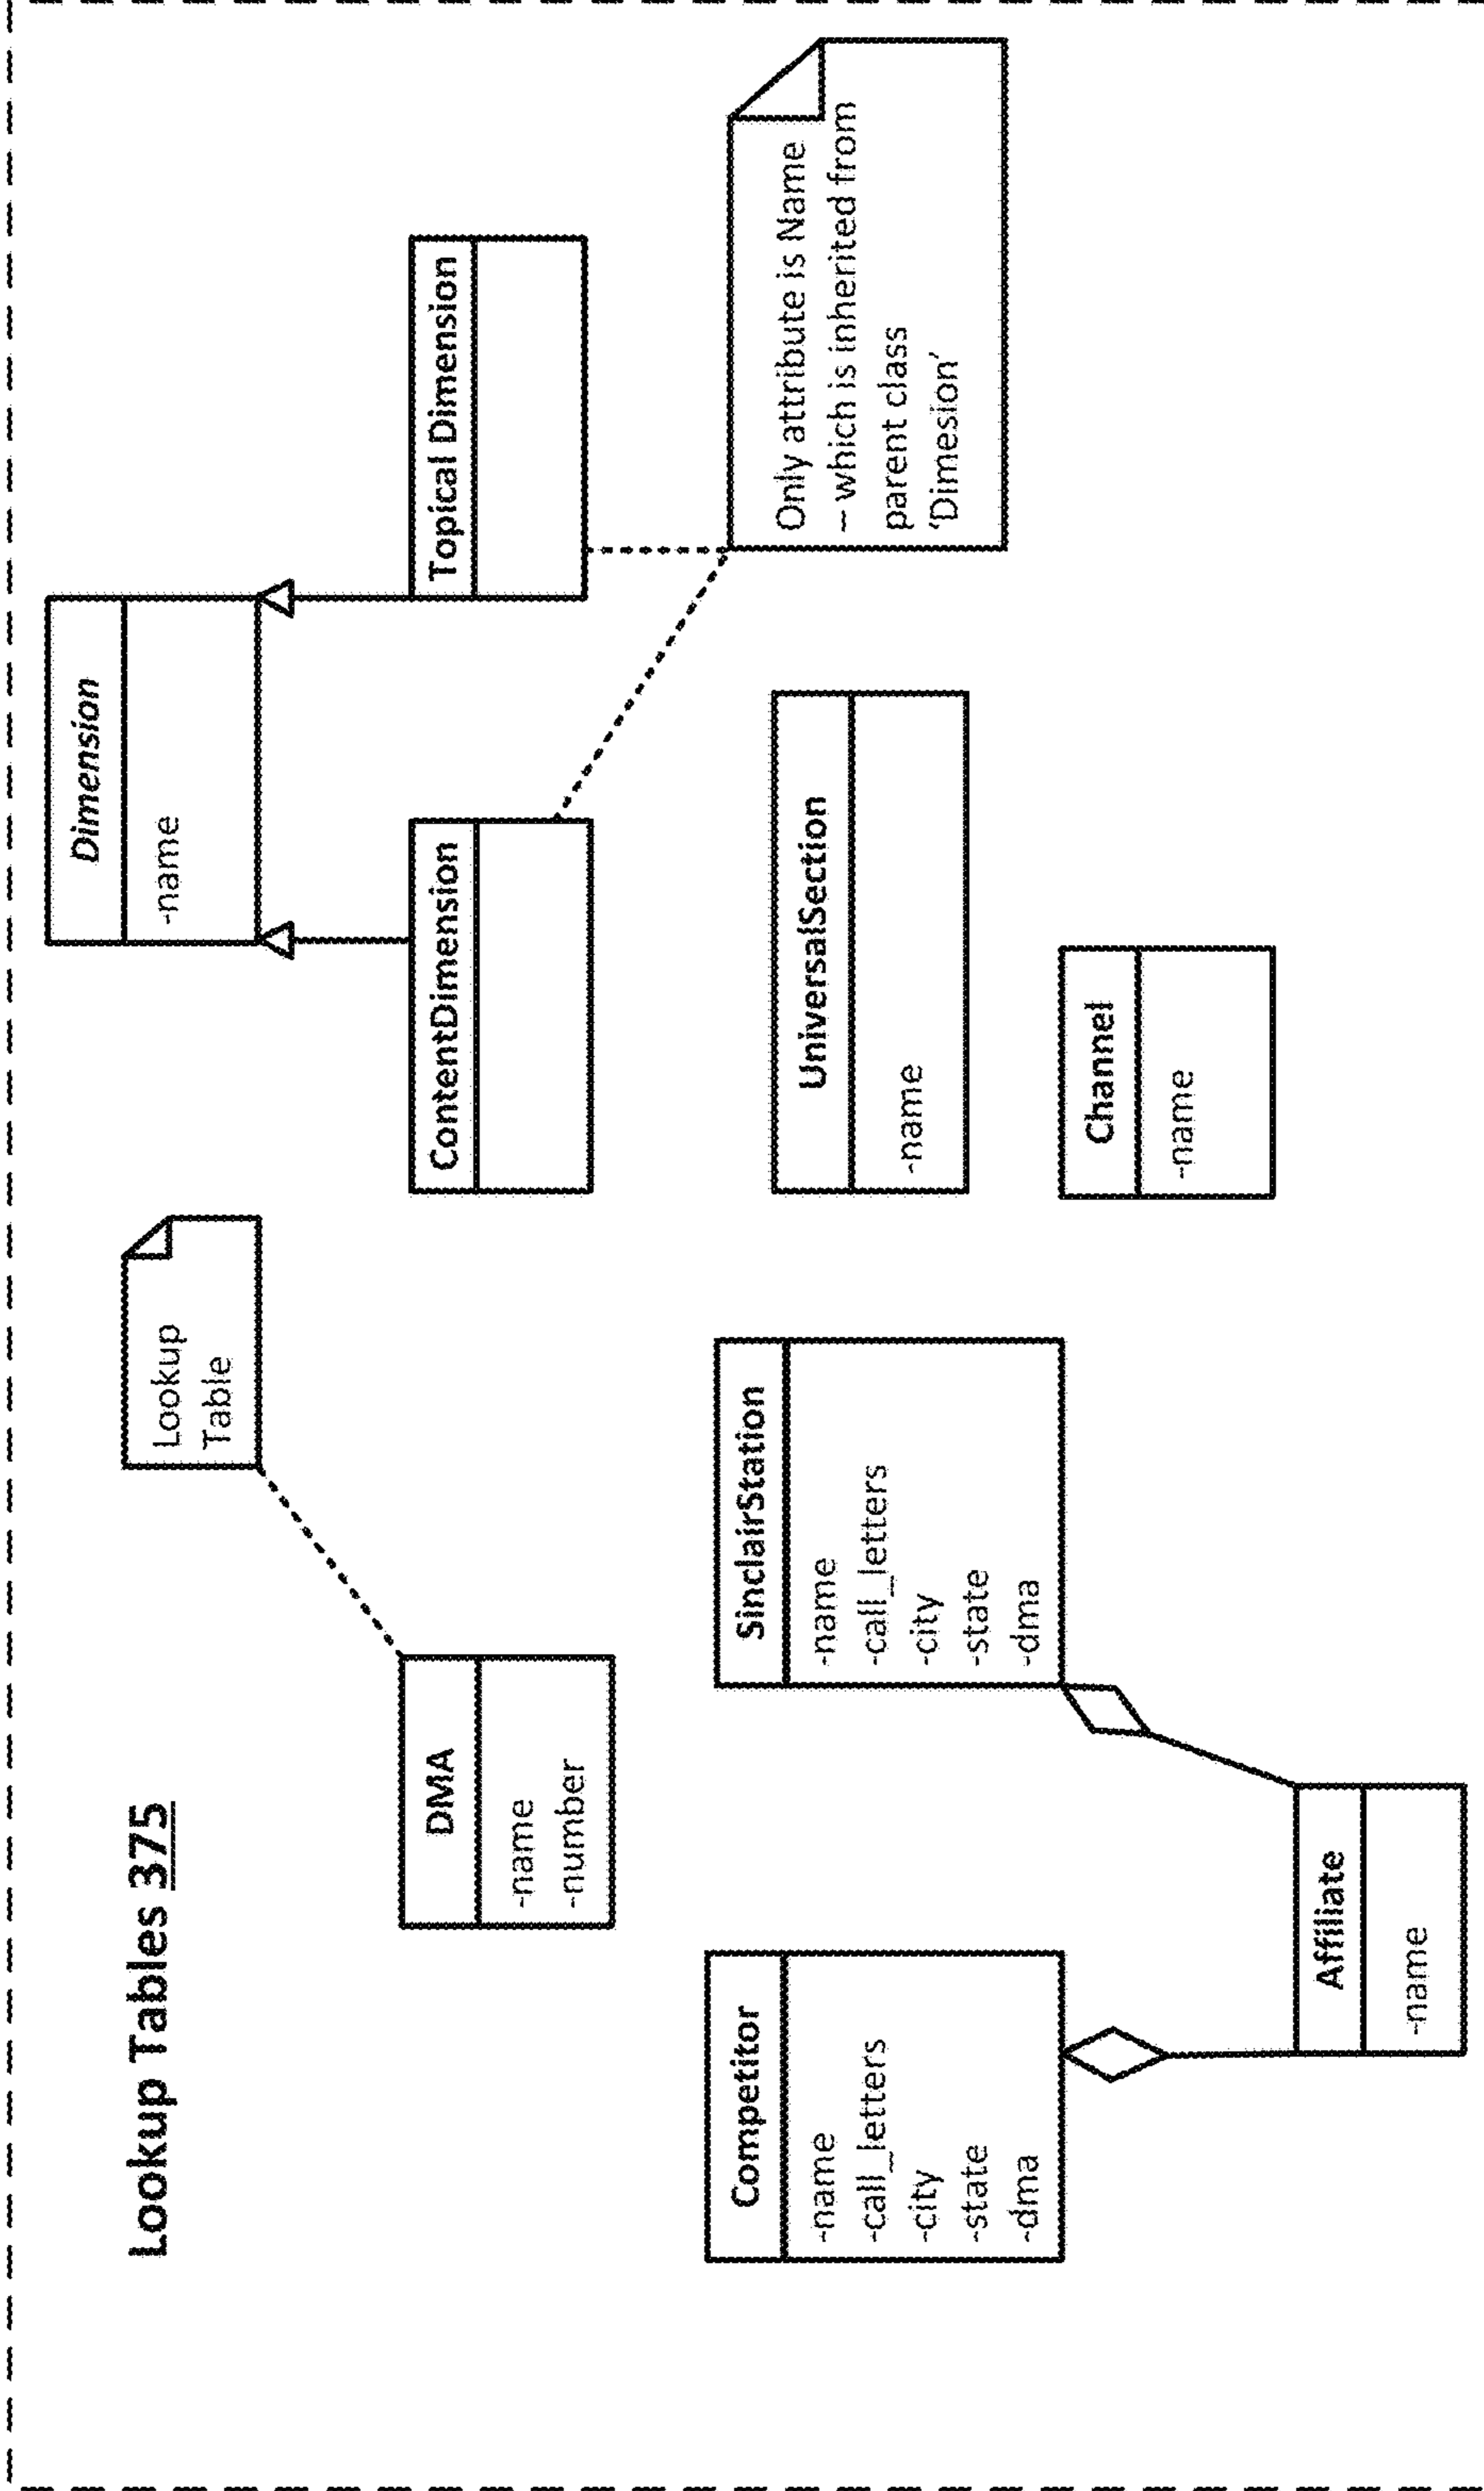 Lookup Tables 375
Lookup
Table
Dimension
-name
DMA
-name
-number
ContentDimension
Topical Dimension
Competitor
-name
-call_letters
-city
-state
-dma
SinclairStation
-name
-call_letters
-city
-state
-dma
UniversalSection
-name
Only attribute is Name
– which is inherited from
parent class
‘Dimesion’
Channel
-name
Affiliate
-name